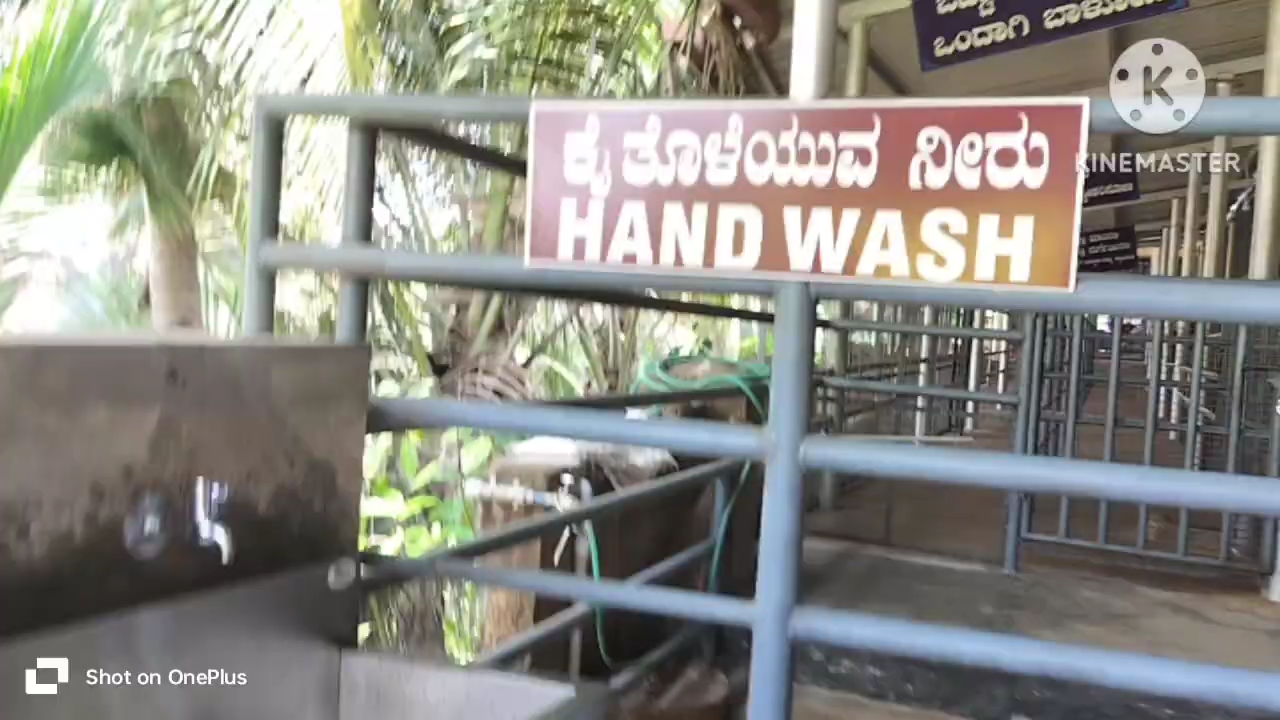 ಒಂದಾಗಿ
K
KINEMASTER
ಕೈ ತೊಳೆಯುವ ನೀರು
HAND WASH
Shot on OnePlus